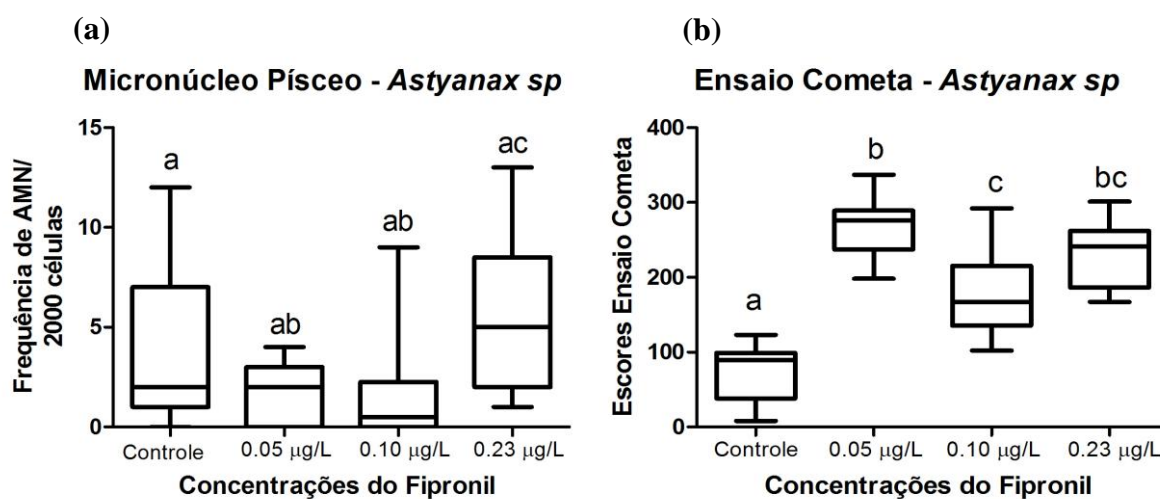 (a)
Micronúcleo Písceo - Astyanax sp
Frequência de AMN/
2000 células
15
10
5
0
a
ab
ab
ac
Controle
0.05 μg/L
0.10 μg/L
0.23 μg/L
Concentrações do Fipronil
(b)
Ensaio Cometa - Astyanax sp
Escores Ensaio Cometa
400
300
200
100
0
a
b
c
bc
Controle
0.05 μg/L
0.10 μg/L
0.23 μg/L
Concentrações do Fipronil